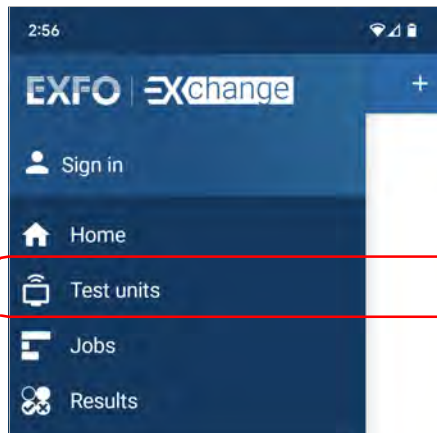 2:56
EXFO | EXchange
+
Sign in
Home
Test units
Jobs
Results